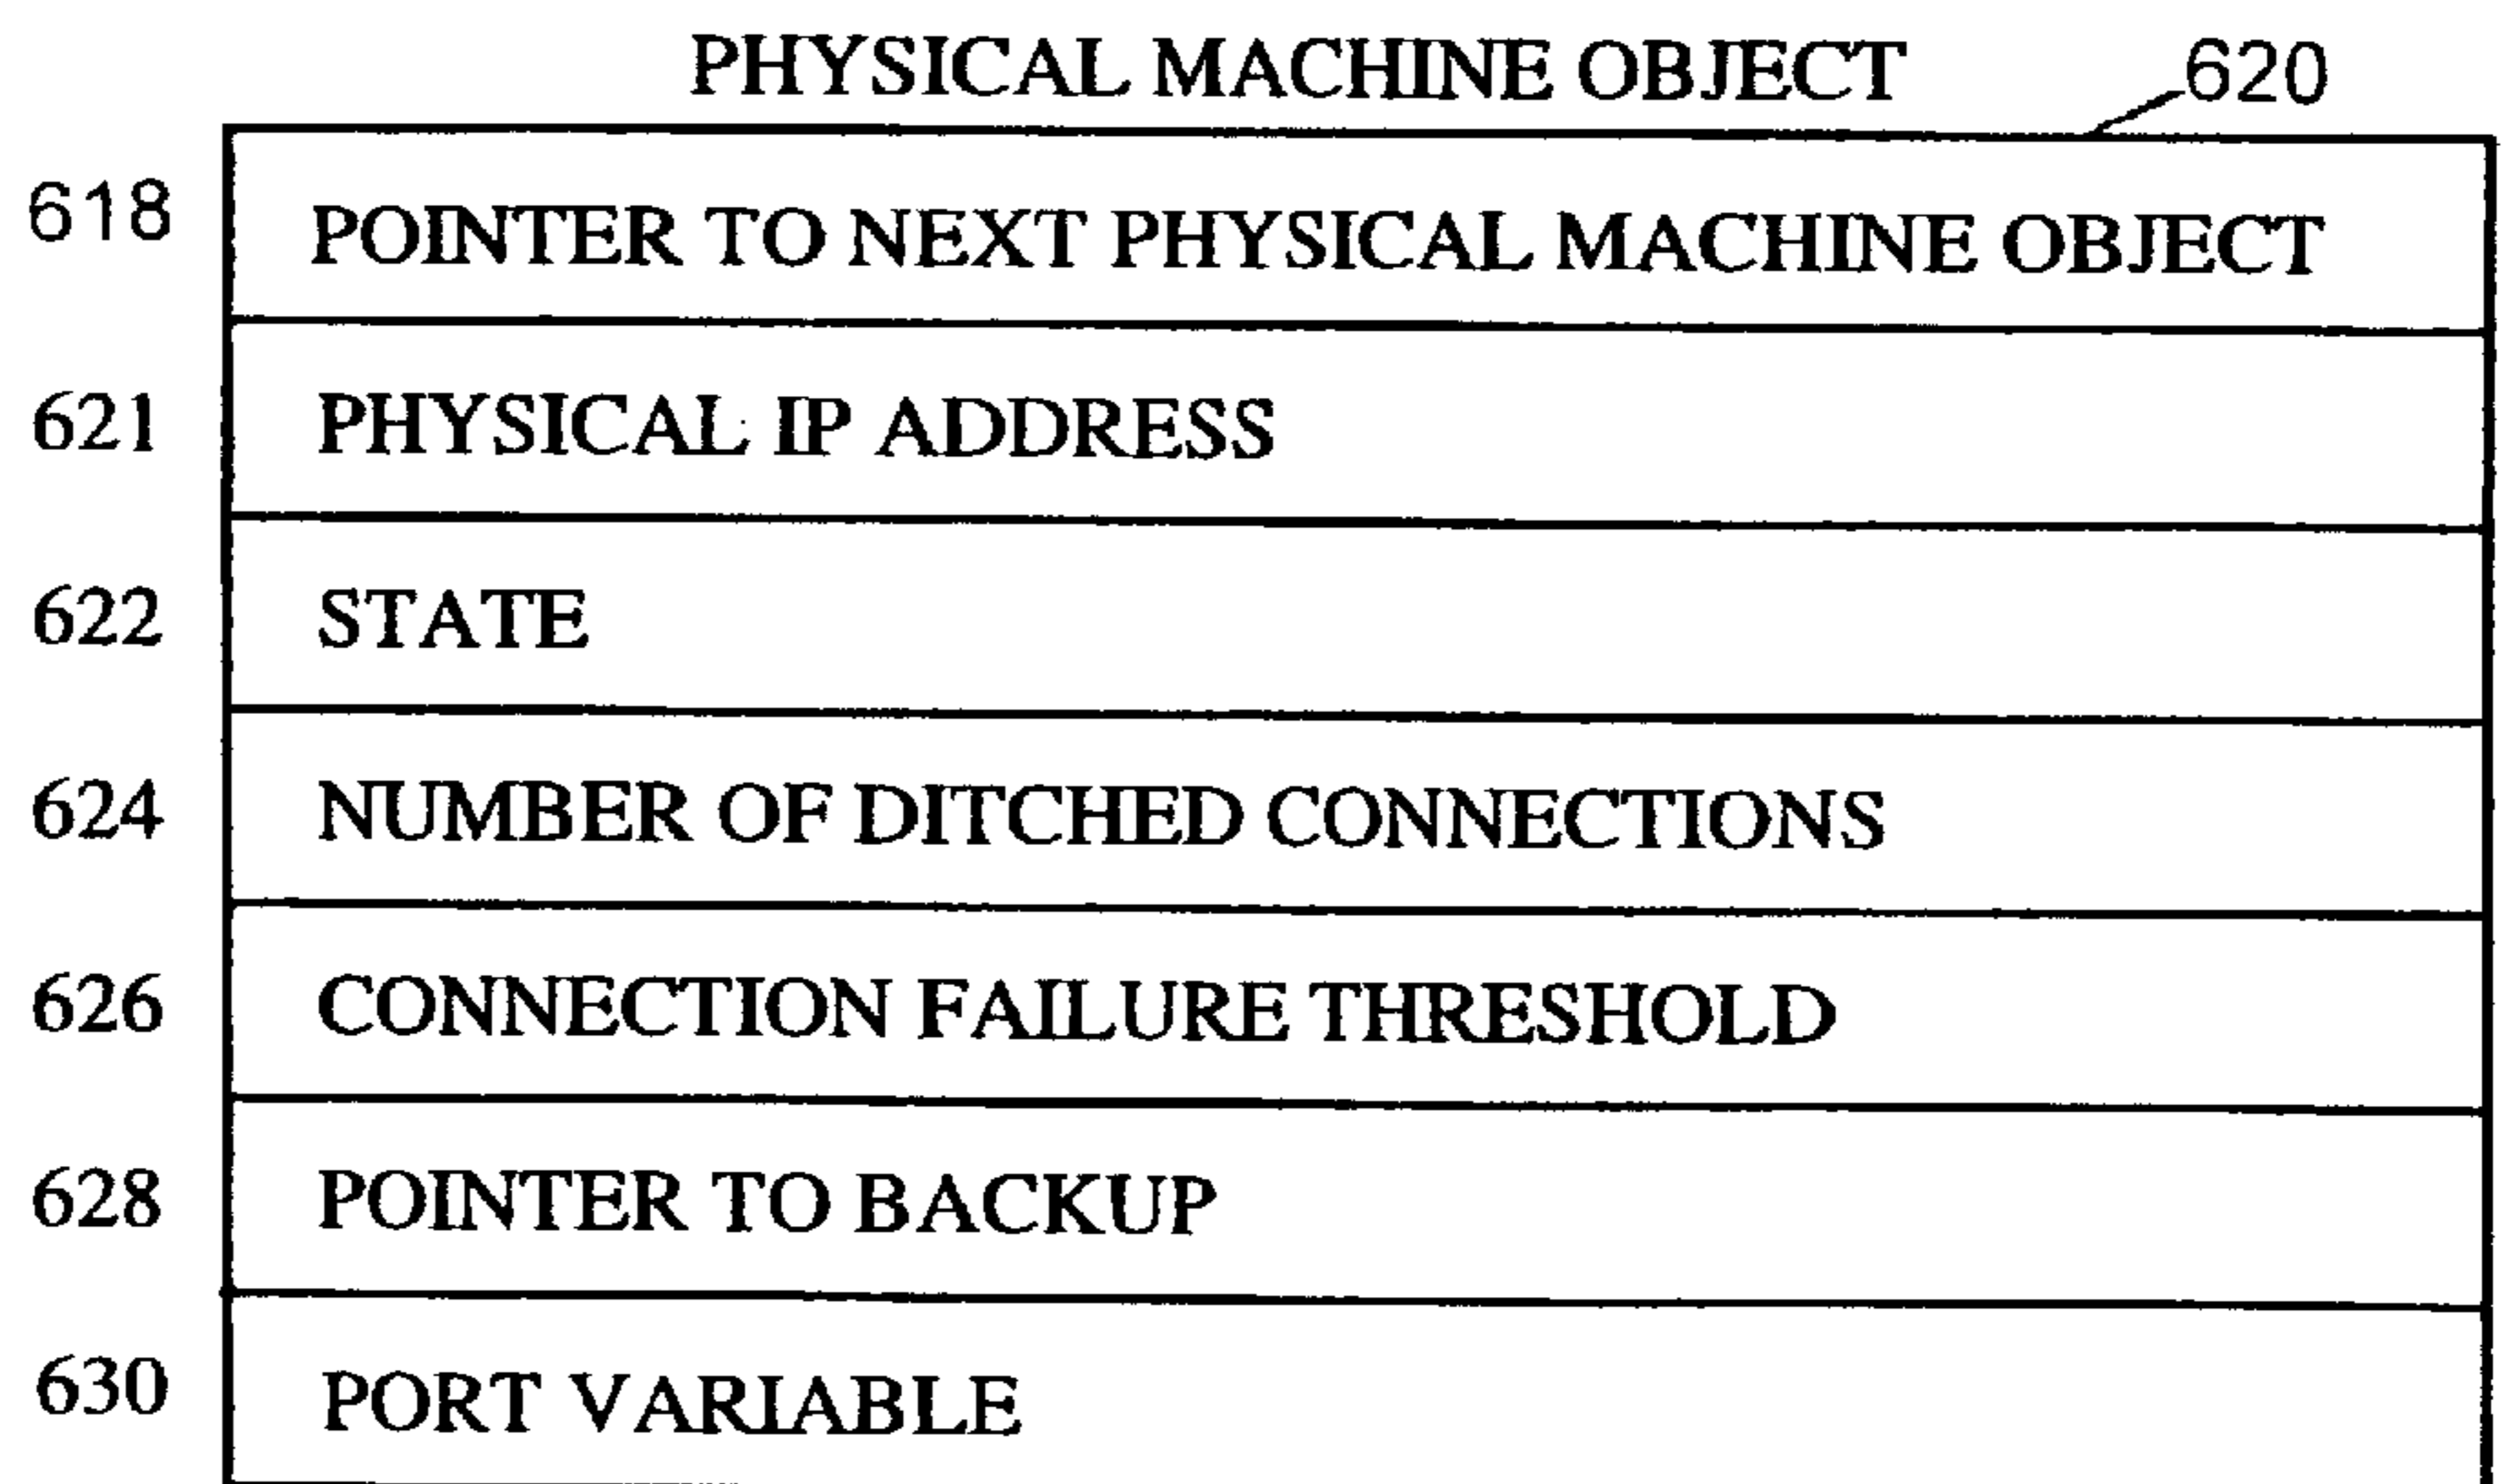 PHYSICAL MACHINE OBJECT 620
618 POINTER TO NEXT PHYSICAL MACHINE OBJECT
621 PHYSICAL IP ADDRESS
622 STATE
624 NUMBER OF DITCHED CONNECTIONS
626 CONNECTION FAILURE THRESHOLD
628 POINTER TO BACKUP
630 PORT VARIABLE